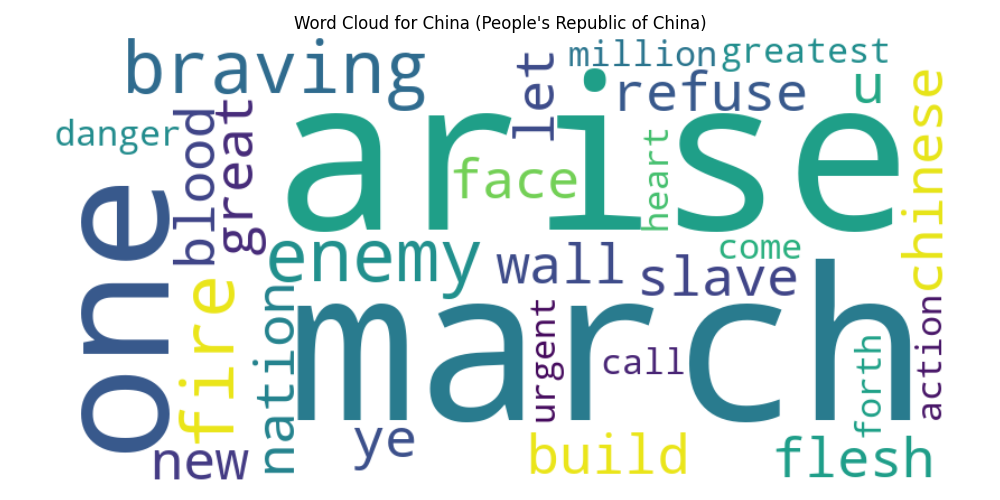 Word Cloud for China (People's Republic of China)
braving
let
million
greatest
refuse
u
chinese
danger
blood
great
arise
face
heart
one
enemy
wall
slave
come
fire
nation
march
urgent
call
forth
action
new
ye
build
flesh